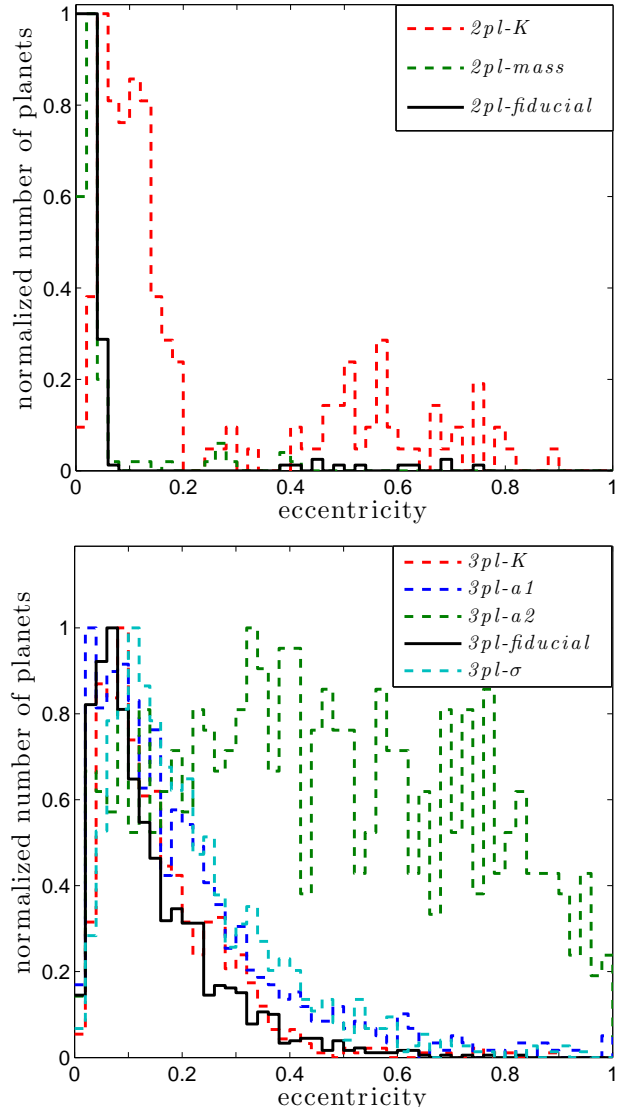 normalized number of planets
1
0.8
0.6
0.4
0.2
0
2pl-K
2pl-mass
2pl-fiducial
0 0.2 0.4 0.6 0.8 1
eccentricity
normalized number of planets
1
0.8
0.6
0.4
0.2
0
3pl-K
3pl-a1
3pl-a2
3pl-fiducial
3pl-σ
0 0.2 0.4 0.6 0.8 1
eccentricity